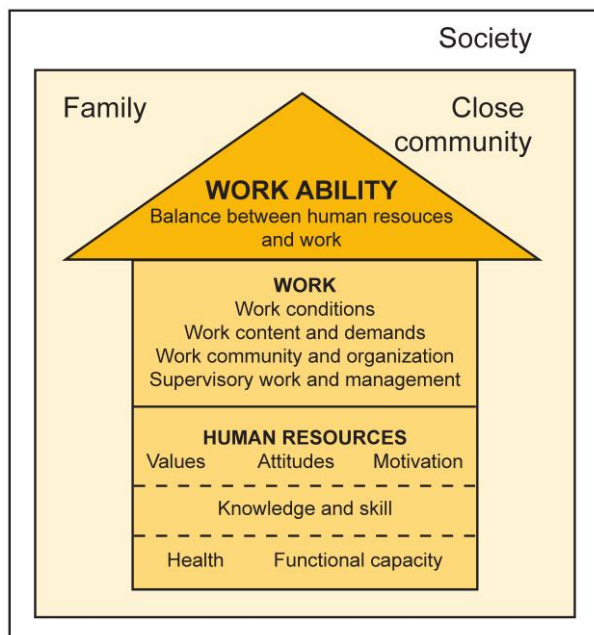 Society
Family
Close
community
WORK ABILITY
Balance between human resouces
and work
WORK
Work conditions
Work content and demands
Work community and organization
Supervisory work and management
HUMAN RESOURCES
Values Attitudes Motivation
Knowledge and skill
Health Functional capacity